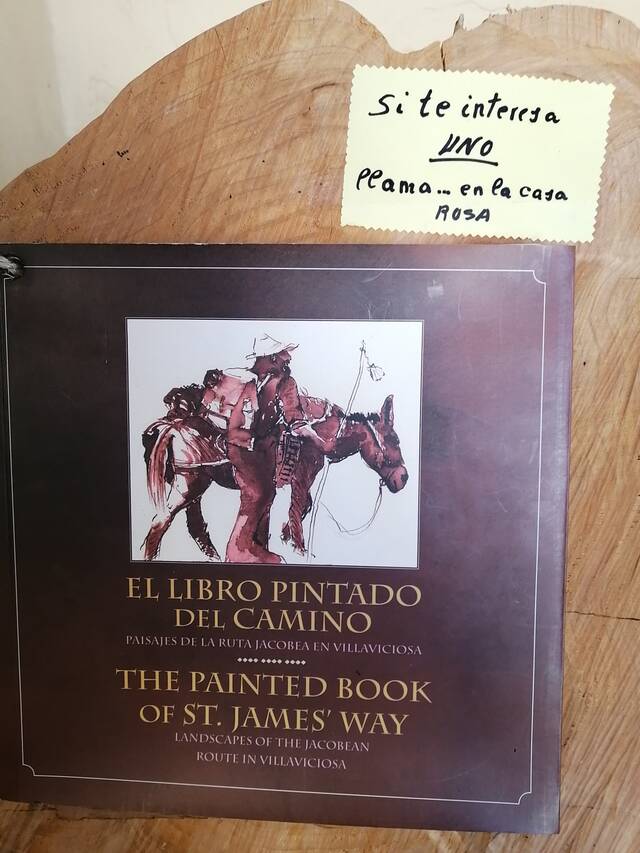 si te interesa
UNO
llama... en la casa
ROSA
EL LIBRO PINTADO
DEL CAMINO
PAISAJES DE LA RUTA JACOBEA EN VILLAVICIOSA
THE PAINTED BOOK
OF ST. JAMES' WAY
LANDSCAPES OF THE JACOBEAN
ROUTE IN VILLAVICIOSA